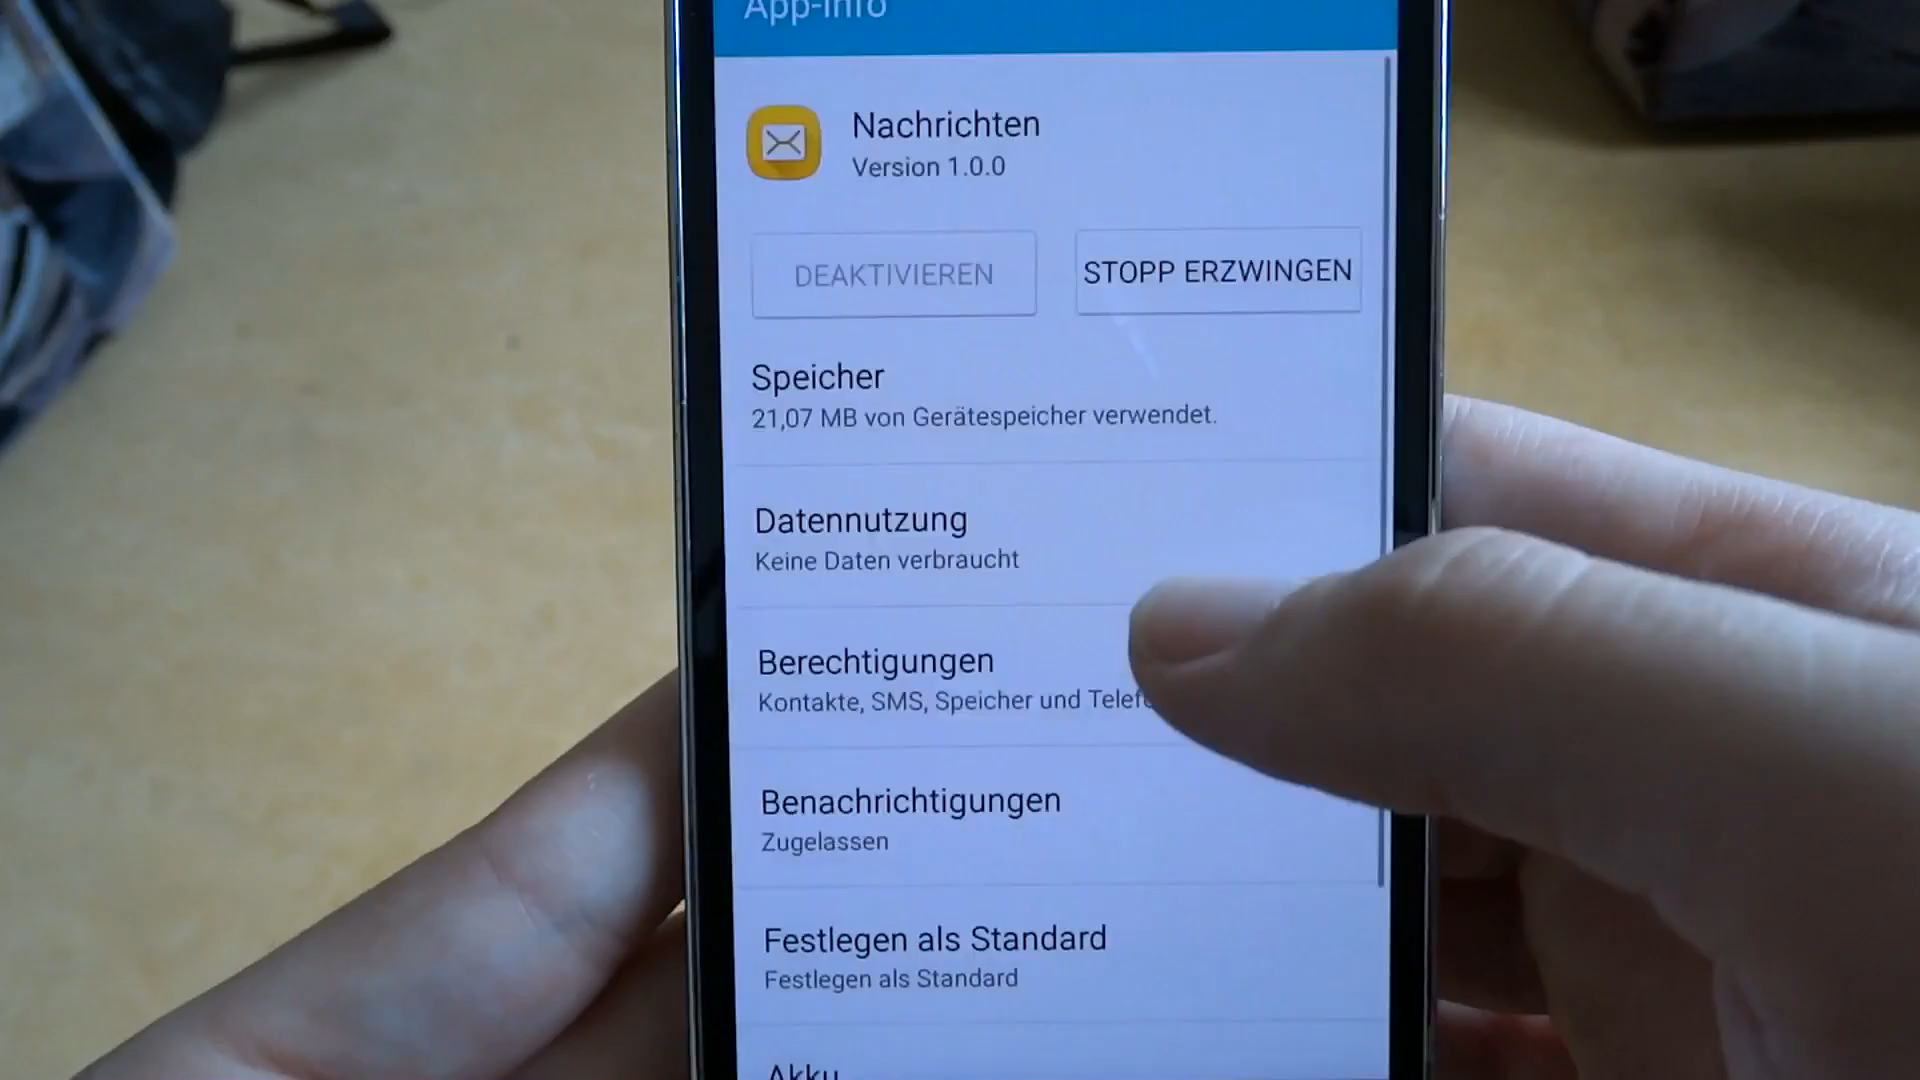 App-Info
Nachrichten
Version 1.0.0
DEAKTIVIEREN
STOPP ERZWINGEN
Speicher
21,07 MB von Gerätespeicher verwendet.
Datennutzung
Keine Daten verbraucht
Berechtigungen
Kontakte, SMS, Speicher und
Benachrichtigungen
Zugelassen
Festlegen als Standard
Festlegen als Standard
Akku